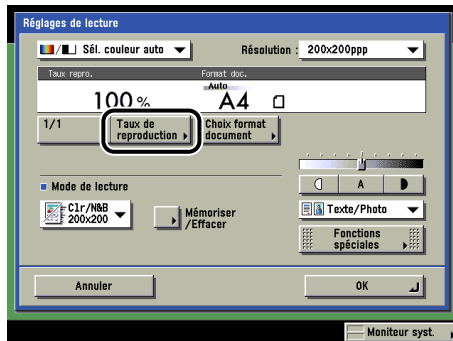 Réglages de lecture
Sél. couleur auto
Résolution : 200x200ppp
Taux repro.
Format doc.
Auto
100 %
A4
1/1
Taux de
reproduction
Choix format
document
Mode de lecture
A
Clr/N&B
200x200
Mémoriser
/Effacer
Texte/Photo
Fonctions
spéciales
Annuler
OK
Moniteur syst.